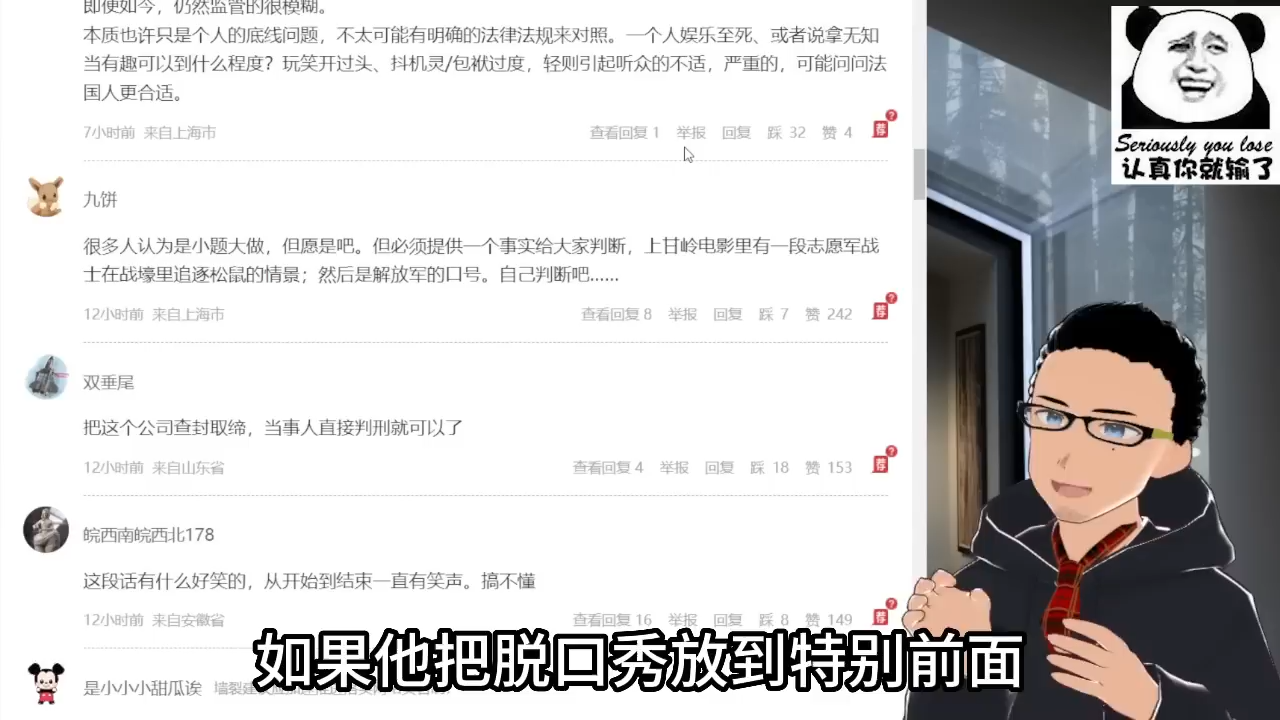 即便如今，仍然监管的很模糊。
本质也许只是个人的底线问题，不太可能有明确的法律法规来对照。一个人娱乐至死、或者说拿无知
当有趣可以到什么程度？玩笑开过头、抖机灵/包袱过度，轻则引起听众的不适，严重的，可能问问法
国人更合适。
7小时前 来自上海市 查看回复 1 举报 回复 踩 32 赞 4 荐 ?
Seriously you lose
认真你就输了
九饼
很多人认为是小题大做，但愿是吧。但必须提供一个事实给大家判断，上甘岭电影里有一段志愿军战
士在战壕里追逐松鼠的情景；然后是解放军的口号。自己判断吧……
12小时前 来自上海市 查看回复 8 举报 回复 踩 7 赞 242 荐 ?
双垂尾
把这个公司查封取缔，当事人直接判刑就可以了
12小时前 来自山东省 查看回复 4 举报 回复 踩 18 赞 153 荐 ?
皖西南皖西北178
这段话有什么好笑的，从开始到结束一直有笑声。搞不懂
12小时前 来自安徽省 查看回复 16 举报 回复 踩 8 赞 149 荐 ?
如果他把脱口秀放到特别前面
是小小小甜瓜诶